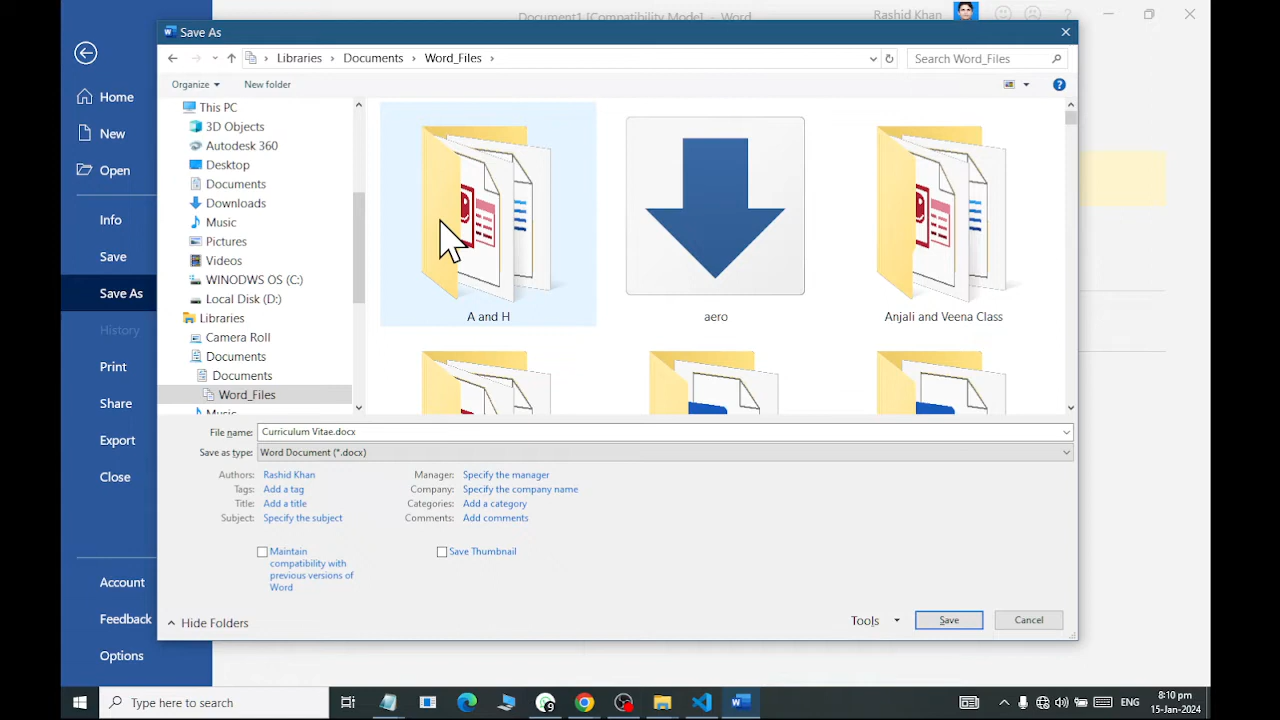 Document1 [Compatibility Mode] – Word
Rashid Khan
Save As
Libraries
Documents
Word_Files
Search Word_Files
Organize
New folder
Home
New
Open
Info
Save
Save As
History
Print
Share
Export
Close
Account
Feedback
Options
This PC
3D Objects
Autodesk 360
Desktop
Documents
Downloads
Music
Pictures
Videos
WINODWS OS (C:)
Local Disk (D:)
Libraries
Camera Roll
Documents
Documents
Word_Files
Music
A and H
aero
Anjali and Veena Class
File name:
Curriculum Vitae.docx
Save as type:
Word Document (*.docx)
Authors:
Rashid Khan
Tags:
Add a tag
Title:
Add a title
Subject:
Specify the subject
Manager:
Specify the manager
Company:
Specify the company name
Categories:
Add a category
Comments:
Add comments
Maintain
compatibility with
previous versions of
Word
Save Thumbnail
Hide Folders
Tools
Save
Cancel
Type here to search
9
ENG
8:10 pm
15-Jan-2024